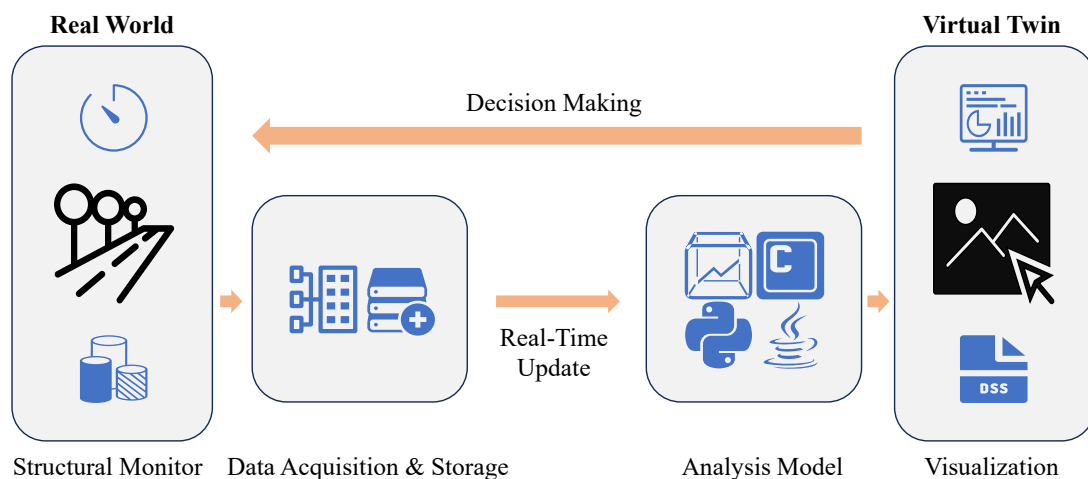 Real World
Virtual Twin
Decision Making
C
Real-Time
Update
DSS
Structural Monitor
Data Acquisition & Storage
Analysis Model
Visualization